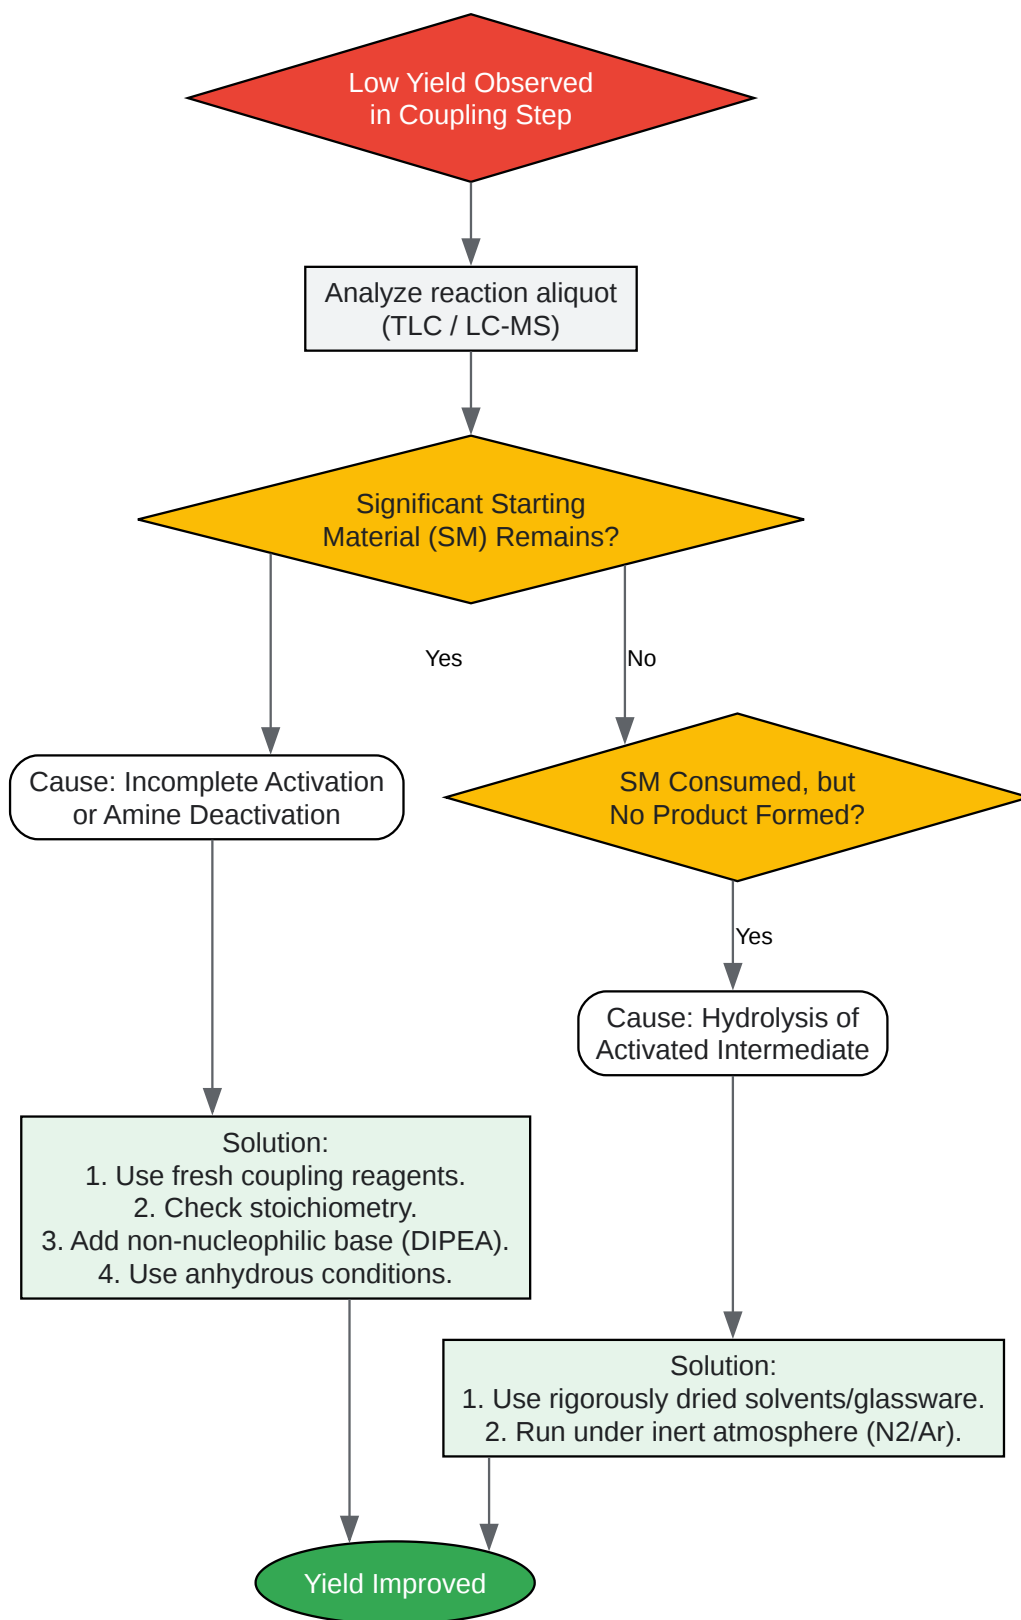 Low Yield Observed
in Coupling Step
Analyze reaction aliquot
(TLC / LC-MS)
Significant Starting
Material (SM) Remains?
Yes
No
Cause: Incomplete Activation
or Amine Deactivation
SM Consumed, but
No Product Formed?
Yes
Cause: Hydrolysis of
Activated Intermediate
Solution:
1. Use fresh coupling reagents.
2. Check stoichiometry.
3. Add non-nucleophilic base (DIPEA).
4. Use anhydrous conditions.
Solution:
1. Use rigorously dried solvents/glassware.
2. Run under inert atmosphere (N2/Ar).
Yield Improved